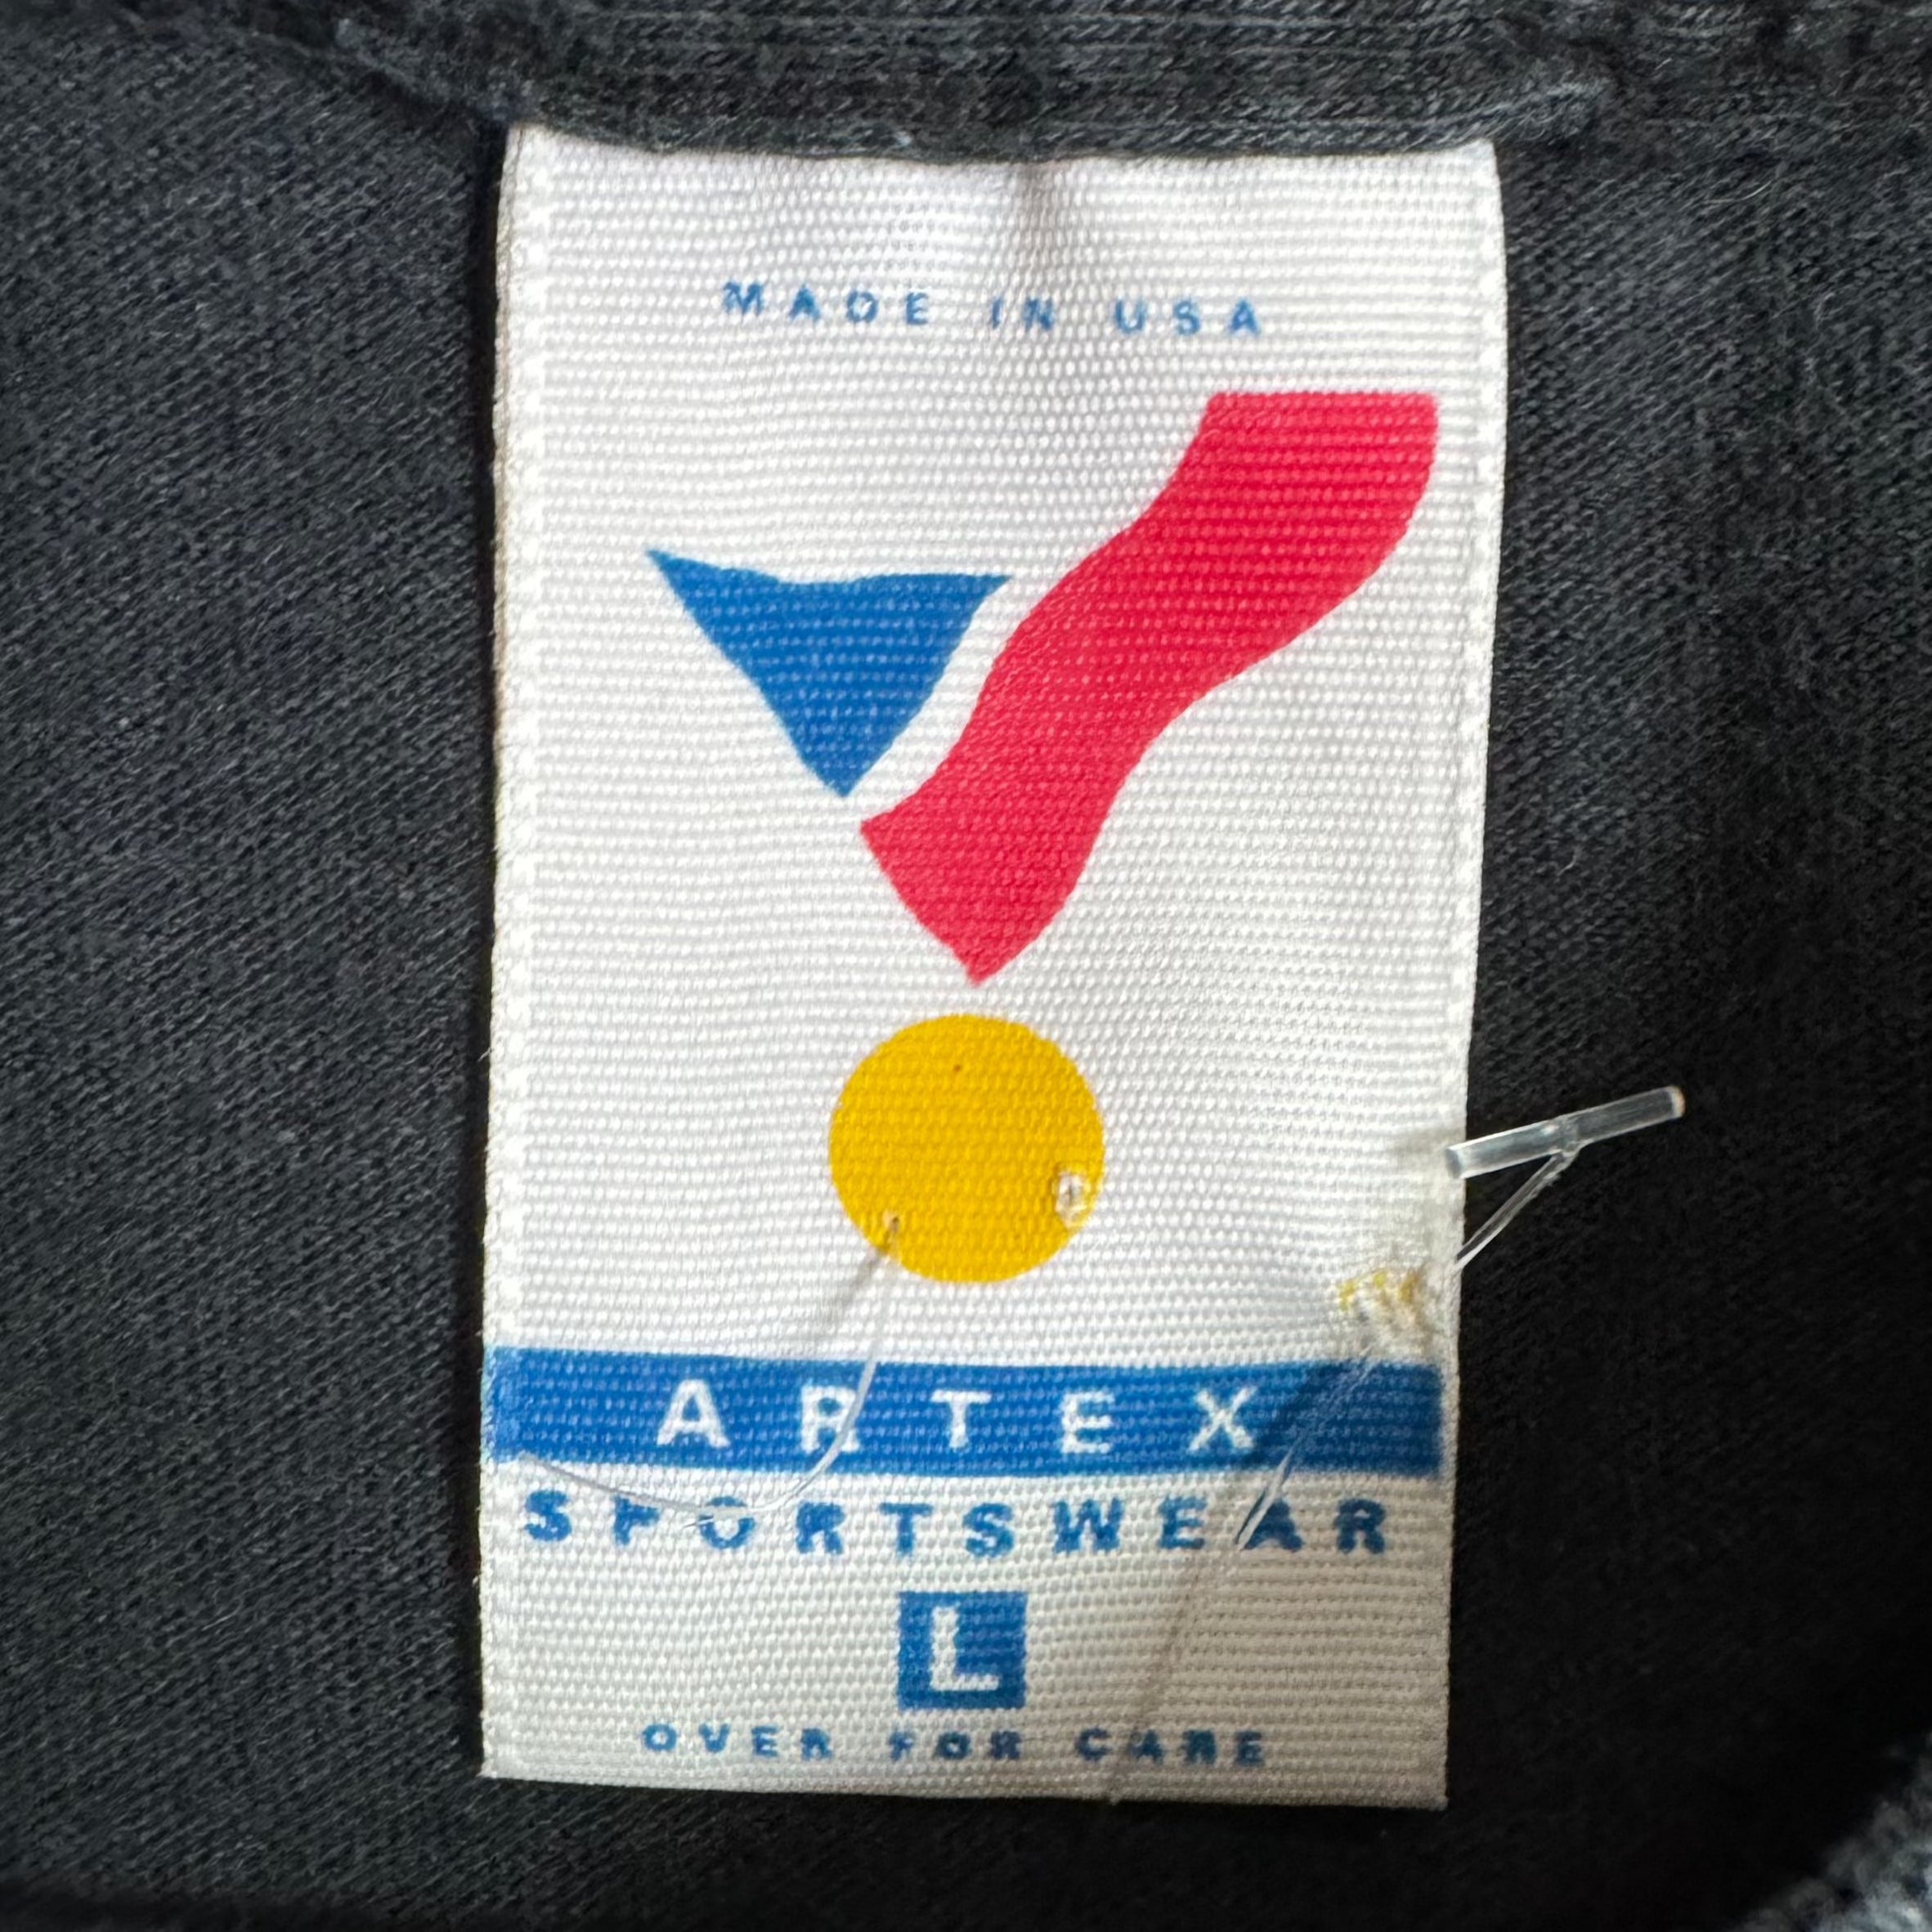 MADE IN USA
ARTEX
SPORTSWEAR
L
OVER FOR CARE